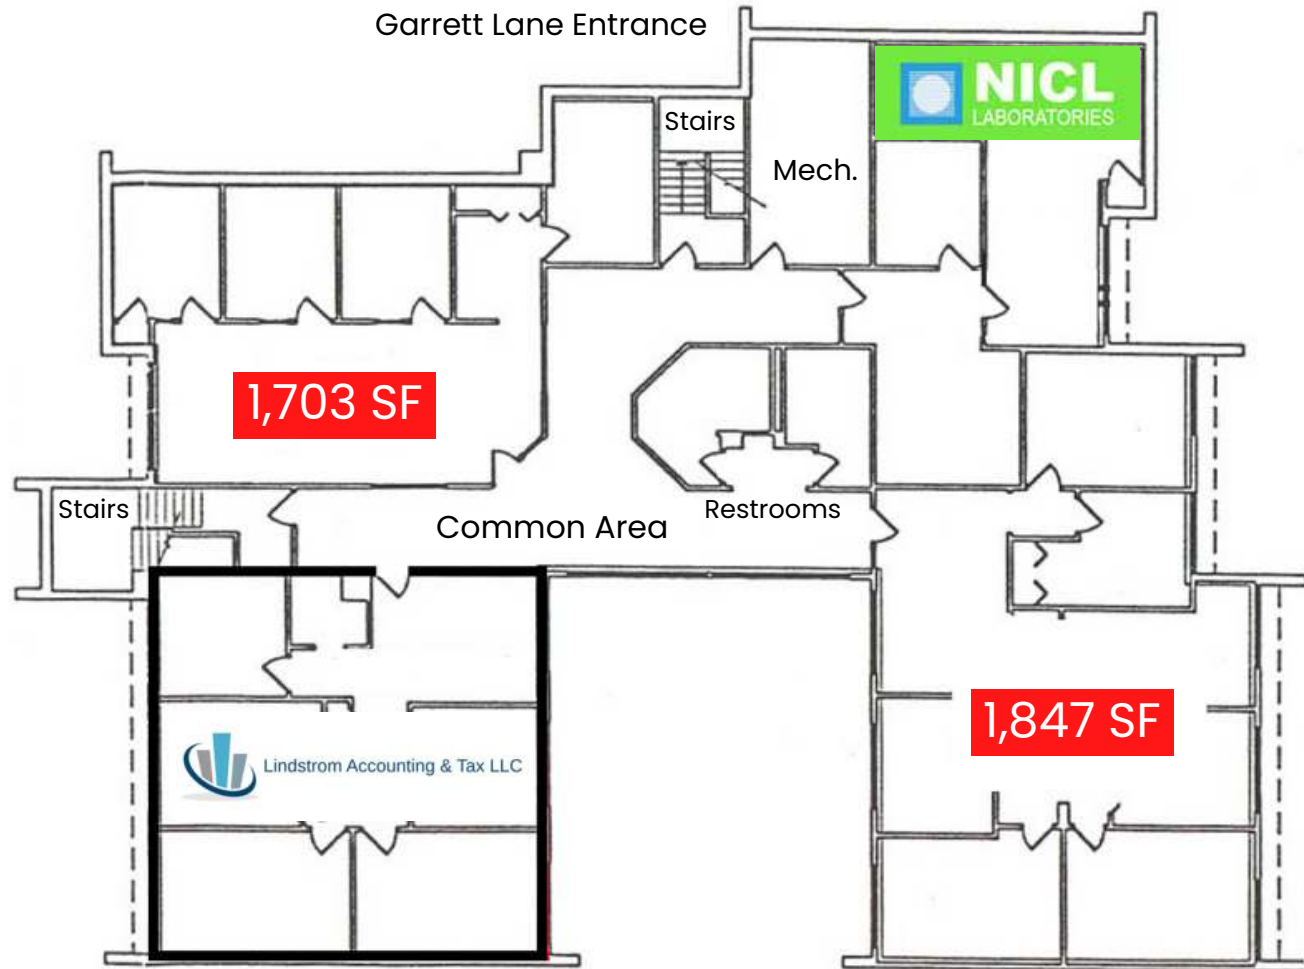 Garrett Lane Entrance
NICL
LABORATORIES
Stairs
Mech.
1,703 SF
Stairs
Common Area
Restrooms
1,847 SF
Lindstrom Accounting & Tax LLC